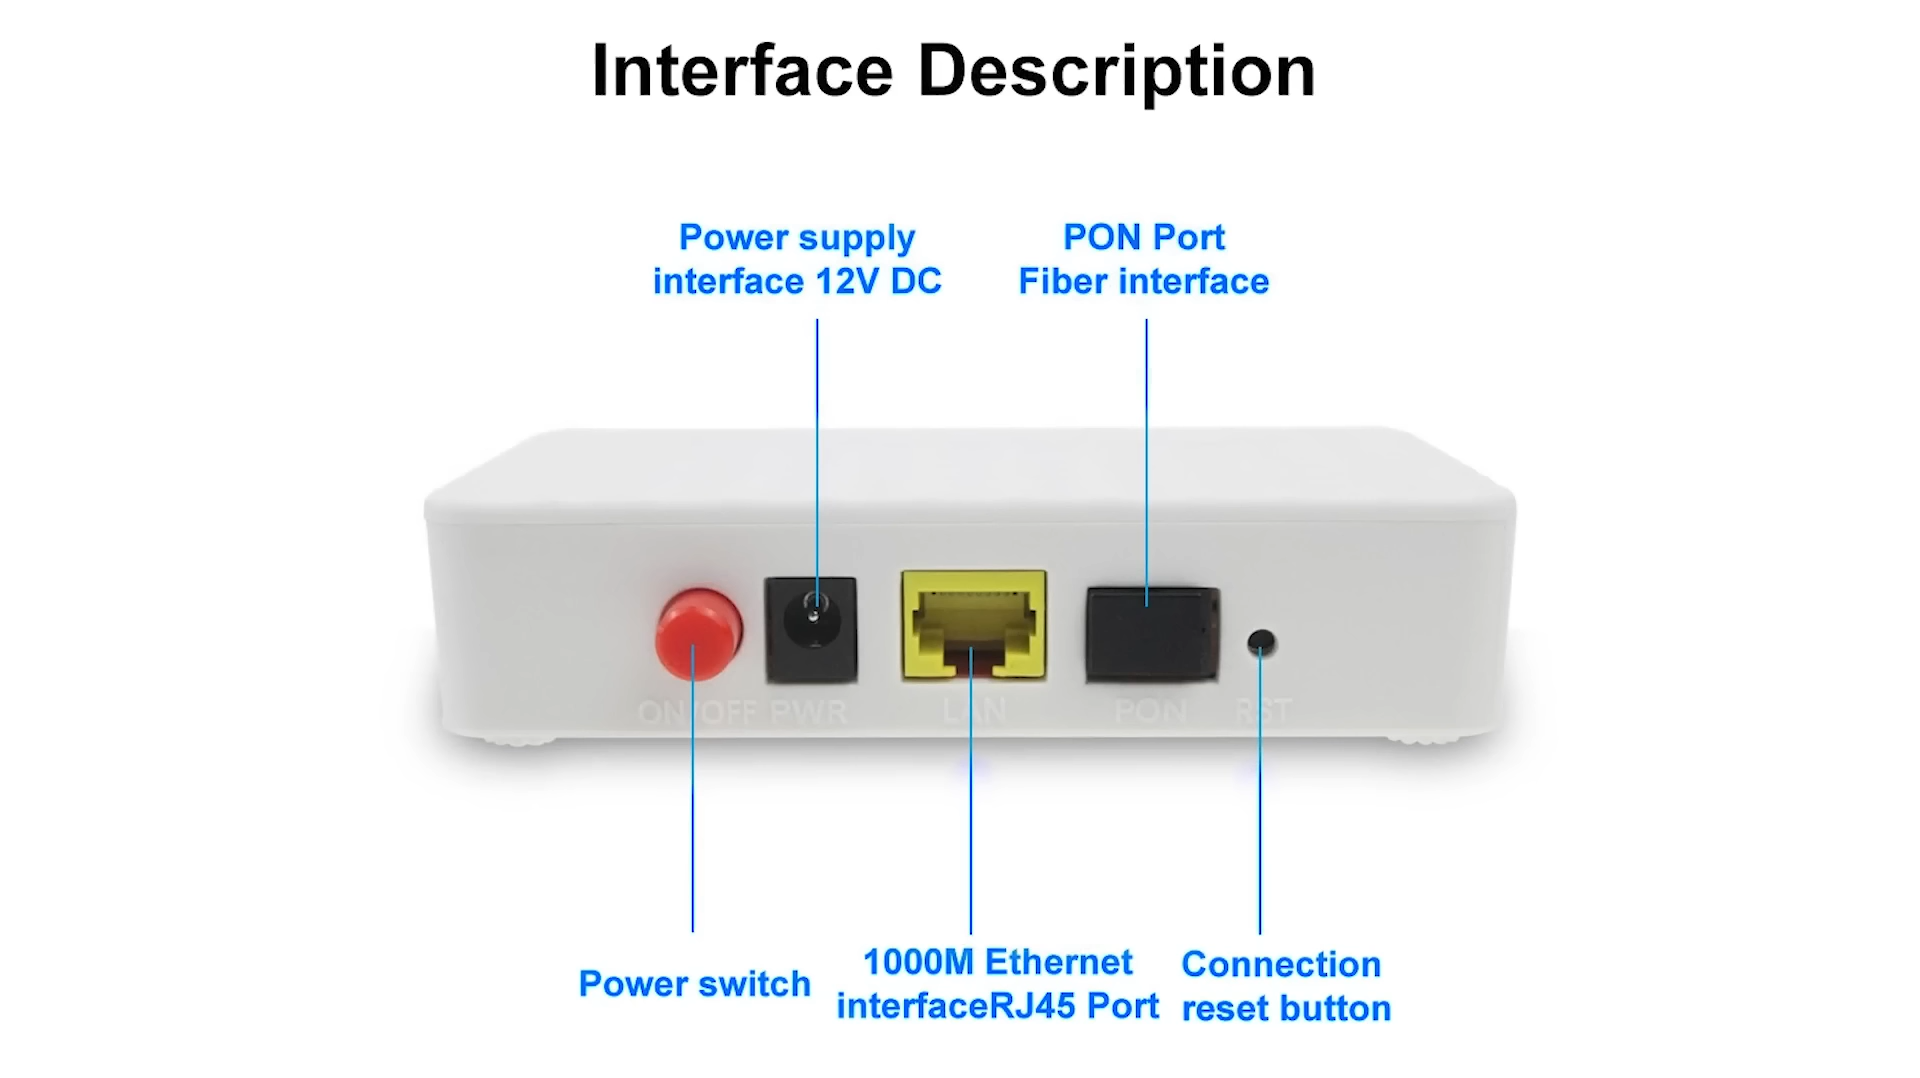 Interface Description
Power supply
interface 12V DC
PON Port
Fiber interface
ON/OFF PWR LAN PON RST
Power switch
1000M Ethernet
interfaceRJ45 Port
Connection
reset button